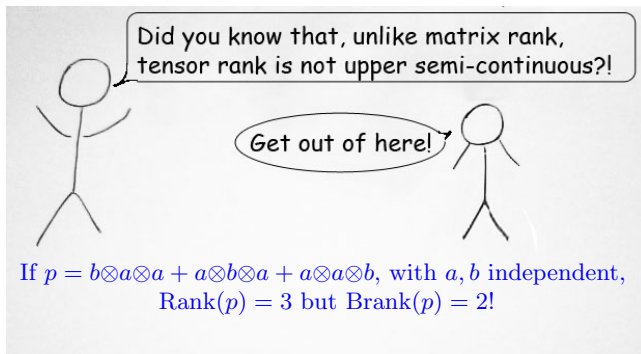 Did you know that, unlike matrix rank,
tensor rank is not upper semi-continuous?!
Get out of here!
If p = b⊗a⊗a + a⊗b⊗a + a⊗a⊗b, with a, b independent,
Rank(p) = 3 but Brank(p) = 2!